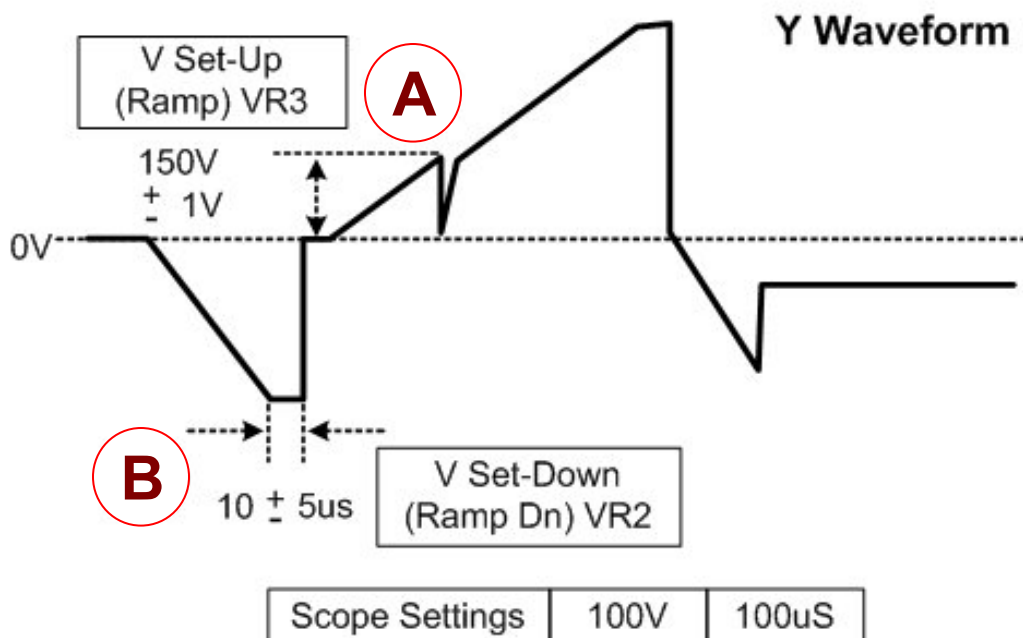 Y Waveform
V Set-Up
(Ramp) VR3
A
150V
± 1V
0V
B
10 ± 5us
V Set-Down
(Ramp Dn) VR2
Scope Settings 100V 100uS